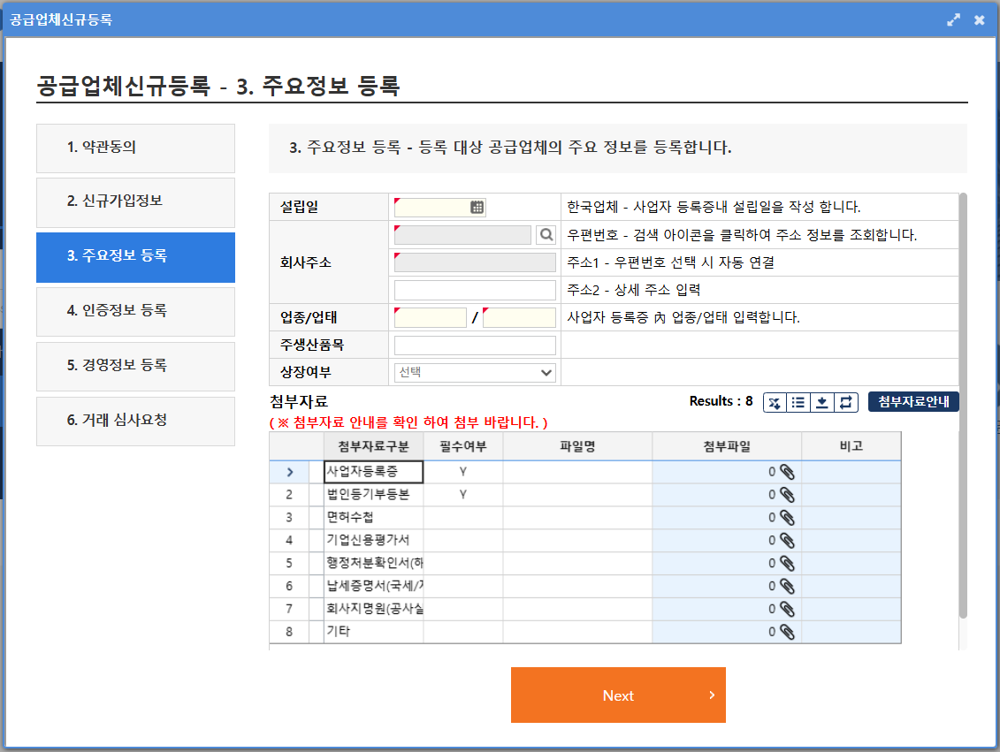 공급업체신규등록
공급업체신규등록 - 3. 주요정보 등록
1. 약관동의
2. 신규가입정보
3. 주요정보 등록
4. 인증정보 등록
5. 경영정보 등록
6. 거래 심사요청
3. 주요정보 등록 - 등록 대상 공급업체의 주요 정보를 등록합니다.
설립일 한국업체 - 사업자 등록증내 설립일을 작성 합니다.
회사주소 우편번호 - 검색 아이콘을 클릭하여 주소 정보를 조회합니다.
주소1 - 우편번호 선택 시 자동 연결
주소2 - 상세 주소 입력
업종/업태 / 사업자 등록증 內 업종/업태 입력합니다.
주생산품목
상장여부 선택
첨부자료 Results : 8 첨부자료안내
( ※ 첨부자료 안내를 확인 하여 첨부 바랍니다. )
첨부자료구분 필수여부 파일명 첨부파일 비고
사업자등록증 Y 0
2 법인등기부등본 Y 0
3 면허수첩 0
4 기업신용평가서 0
5 행정처분확인서(해 0
6 납세증명서(국세/ 0
7 회사지명원(공사실 0
8 기타 0
Next